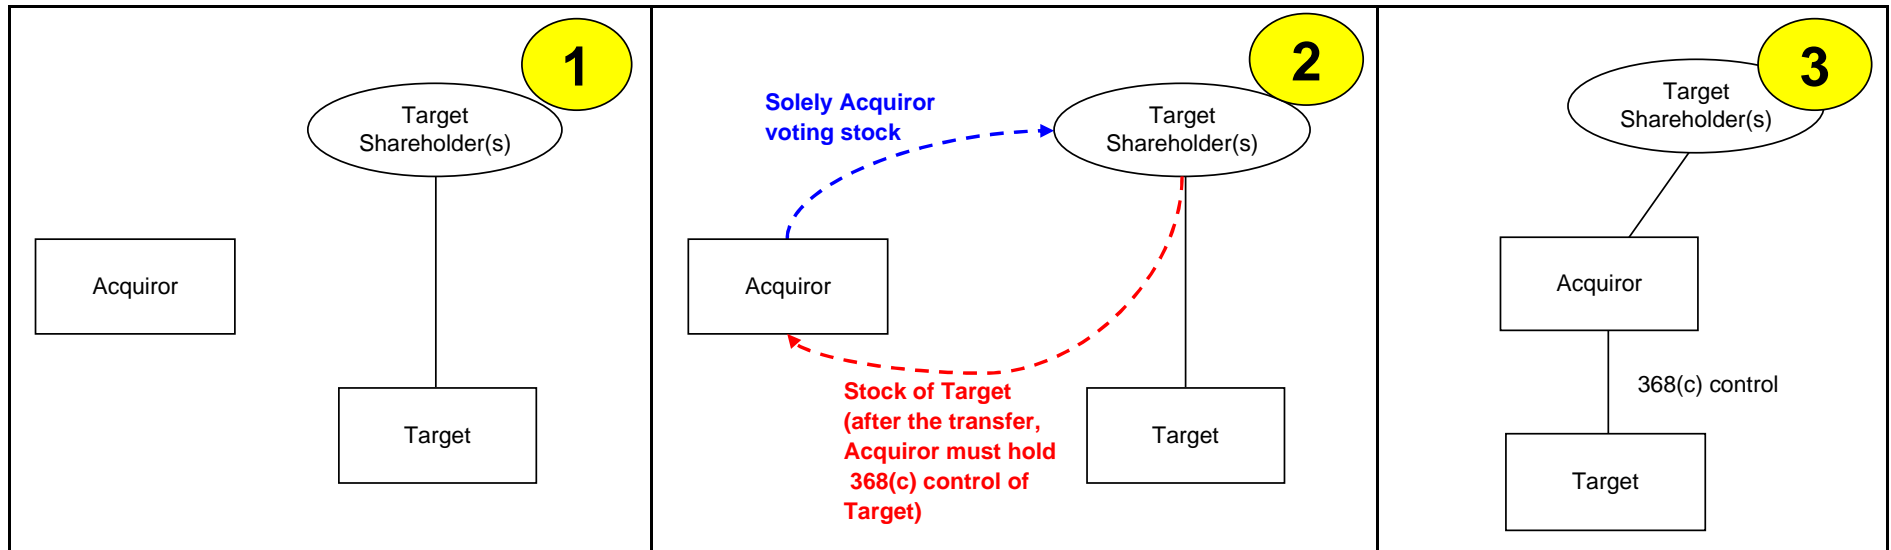 1
Target
Shareholder(s)
Acquiror
Target
2
Solely Acquiror
voting stock
Target
Shareholder(s)
Acquiror
Stock of Target
(after the transfer,
Acquiror must hold
368(c) control of
Target)
Target
3
Target
Shareholder(s)
Acquiror
368(c) control
Target